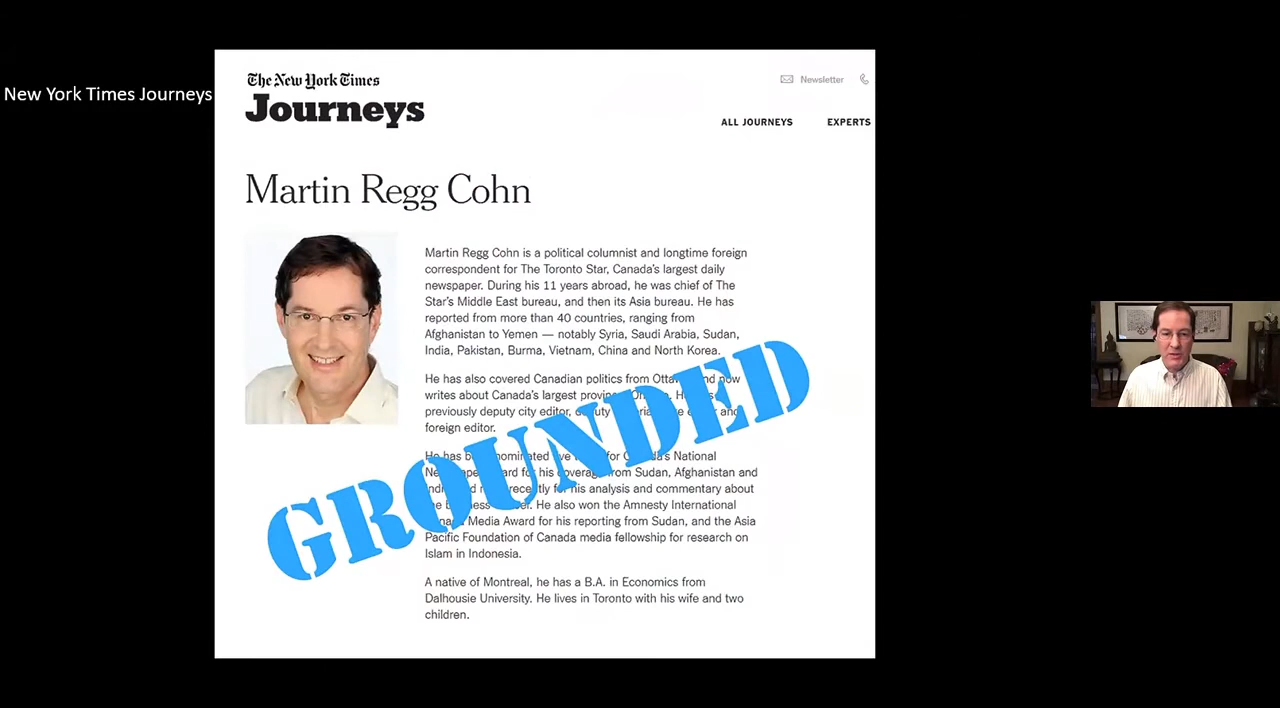 New York Times Journeys
The New York Times
Journeys
Newsletter
ALL JOURNEYS EXPERTS
Martin Regg Cohn
Martin Regg Cohn is a political columnist and longtime foreign
correspondent for The Toronto Star, Canada's largest daily
newspaper. During his 11 years abroad, he was chief of The
Star's Middle East bureau, and then its Asia bureau. He has
reported from more than 40 countries, ranging from
Afghanistan to Yemen — notably Syria, Saudi Arabia, Sudan,
India, Pakistan, Burma, Vietnam, China and North Korea.
He has also covered Canadian politics from and now
writes about Canada's largest
previously deputy city editor, and
foreign editor.
He has nominated for National
for his coverage from Sudan, Afghanistan and
recently for his analysis and commentary about
He also won the Amnesty International
Media Award for his reporting from Sudan, and the Asia
Pacific Foundation of Canada media fellowship for research on
Islam in Indonesia.
A native of Montreal, he has a B.A. in Economics from
Dalhousie University. He lives in Toronto with his wife and two
children.
GROUNDED